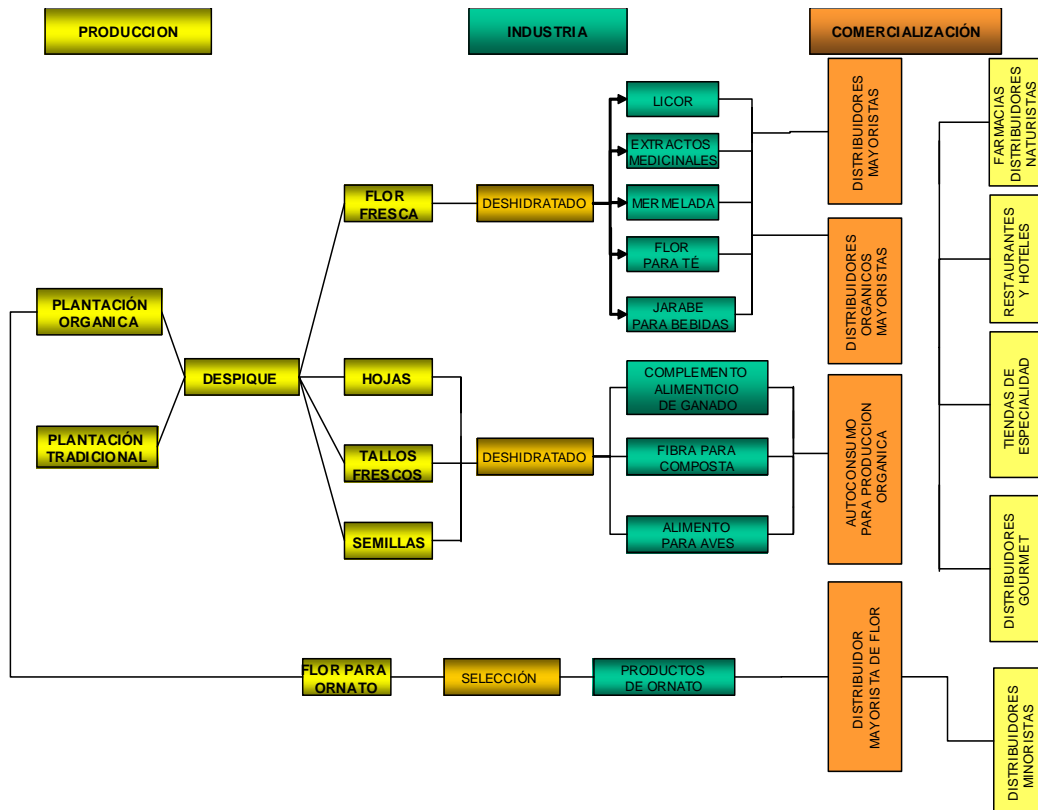 PRODUCCION
INDUSTRIA
COMERCIALIZACIÓN
PLANTACIÓN
ORGANICA
PLANTACIÓN
TRADICIONAL
DESPIQUE
FLOR
FRESCA
HOJAS
TALLOS
FRESCOS
SEMILLAS
FLOR PARA
ORNATO
DESHIDRATADO
DESHIDRATADO
SELECCIÓN
LICOR
EXTRACTOS
MEDICINALES
MERMELADA
FLOR
PARA TÉ
JARABE
PARA BEBIDAS
COMPLEMENTO
ALIMENTICIO
DE GANADO
FIBRA PARA
COMPOSTA
ALIMENTO
PARA AVES
PRODUCTOS
DE ORNATO
DISTRIBUIDORES
MAYORISTAS
DISTRIBUIDORES
ORGANICOS
MAYORISTAS
AUTOCONSUMO
PARA PRODUCCION
ORGANICA
DISTRIBUIDOR
MAYORISTA DE FLOR
FARMACIAS
DISTRIBUIDORES
NATURISTAS
RESTAURANTES
Y HOTELES
TIENDAS DE
ESPECIALIDAD
DISTRIBUIDORES
GOURMET
DISTRIBUIDORES
MINORISTAS